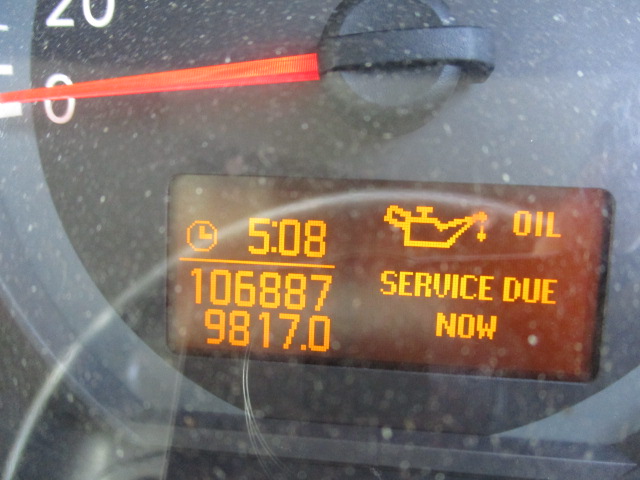 20
0
5:08
OIL
106887
SERVICE DUE
9817.0
NOW